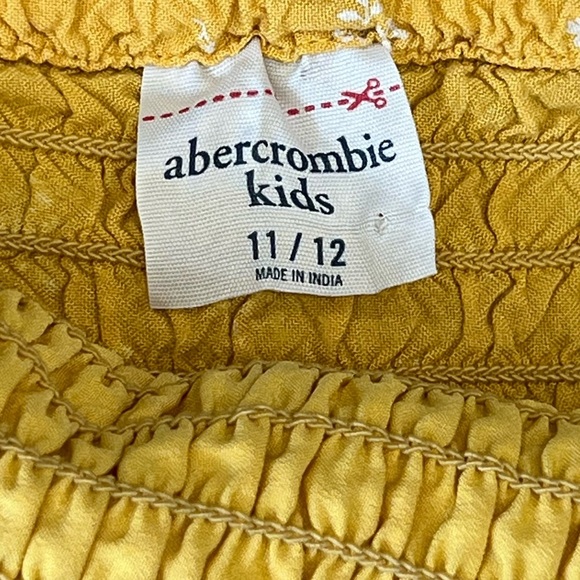 abercrombie
kids
11 / 12
MADE IN INDIA